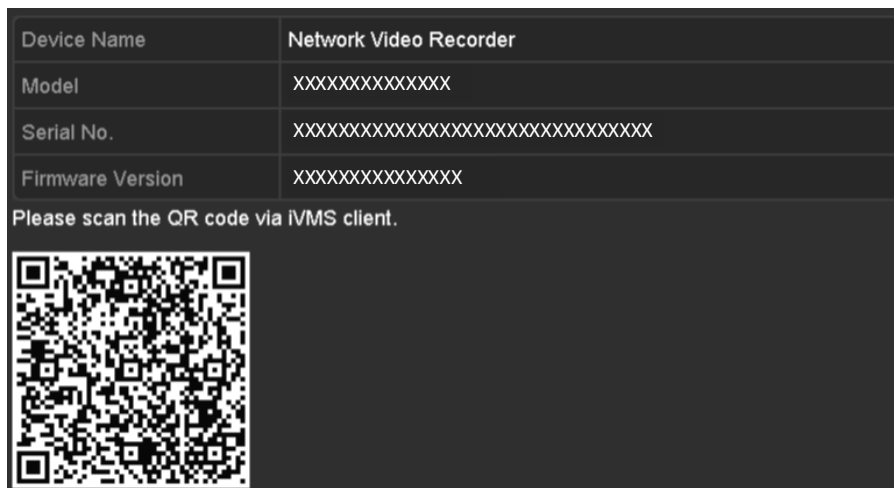 Device Name Network Video Recorder
Model XXXXXXXXXXXXXX
Serial No. XXXXXXXXXXXXXXXXXXXXXXXXXXXXXXXX
Firmware Version XXXXXXXXXXXXXXX
Please scan the QR code via iVMS client.